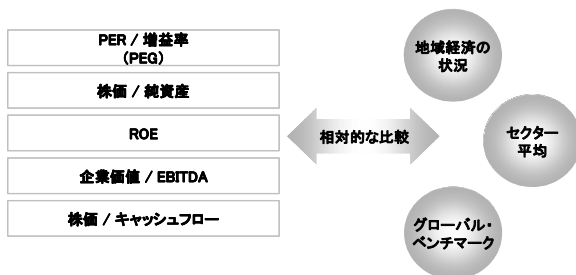 PER / 増益率
(PEG)
株価 / 純資産
ROE
企業価値 / EBITDA
株価 / キャッシュフロー
相対的な比較
地域経済の
状況
セクター
平均
グローバル・
ベンチマーク